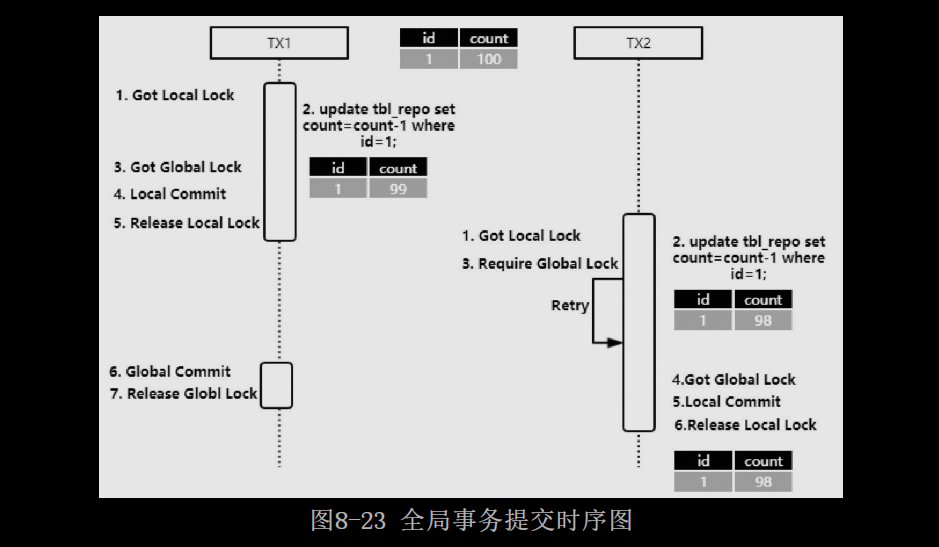 TX1
id count
1 100
TX2
1. Got Local Lock
2. update tbl_repo set
count=count-1 where
id=1;
3. Got Global Lock
id count
1 99
4. Local Commit
5. Release Local Lock
1. Got Local Lock
2. update tbl_repo set
count=count-1 where
id=1;
3. Require Global Lock
id count
1 98
Retry
6. Global Commit
7. Release Globl Lock
4.Got Global Lock
5.Local Commit
6.Release Local Lock
id count
1 98
图8-23 全局事务提交时序图